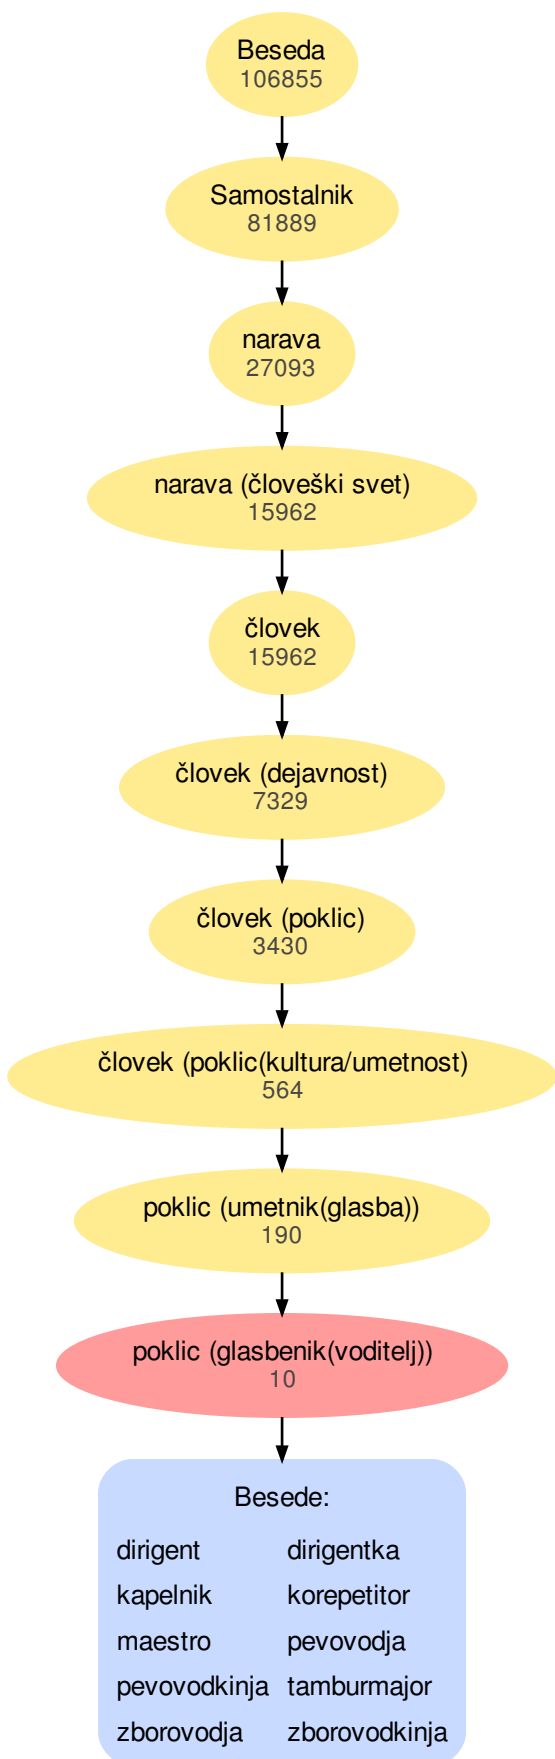 Beseda
106855
Samostalnik
81889
narava
27093
narava (človeški svet)
15962
človek
15962
človek (dejavnost)
7329
človek (poklic)
3430
človek (poklic(kultura/umetnost)
564
poklic (umetnik(glasba))
190
poklic (glasbenik(voditelj))
10
Besede:
dirigent dirigentka
kapelnik korepetitor
maestro pevovodja
pevovodkinja tamburmajor
zborovodja zborovodkinja